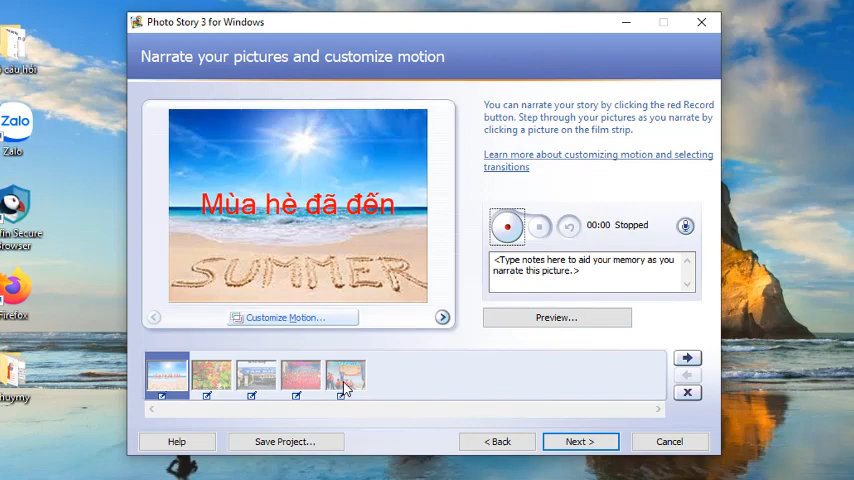 Photo Story 3 for Windows
Narrate your pictures and customize motion
Mùa hè đã đến
SUMMER
Customize Motion...
You can narrate your story by clicking the red Record
button. Step through your pictures as you narrate by
clicking a picture on the film strip.
Learn more about customizing motion and selecting
transitions
00:00 Stopped
<Type notes here to aid your memory as you
narrate this picture.>
Preview...
Help
Save Project...
< Back
Next >
Cancel
câu hỏi
Zalo
Zalo
fin Secure
Browser
Firefox
huymy